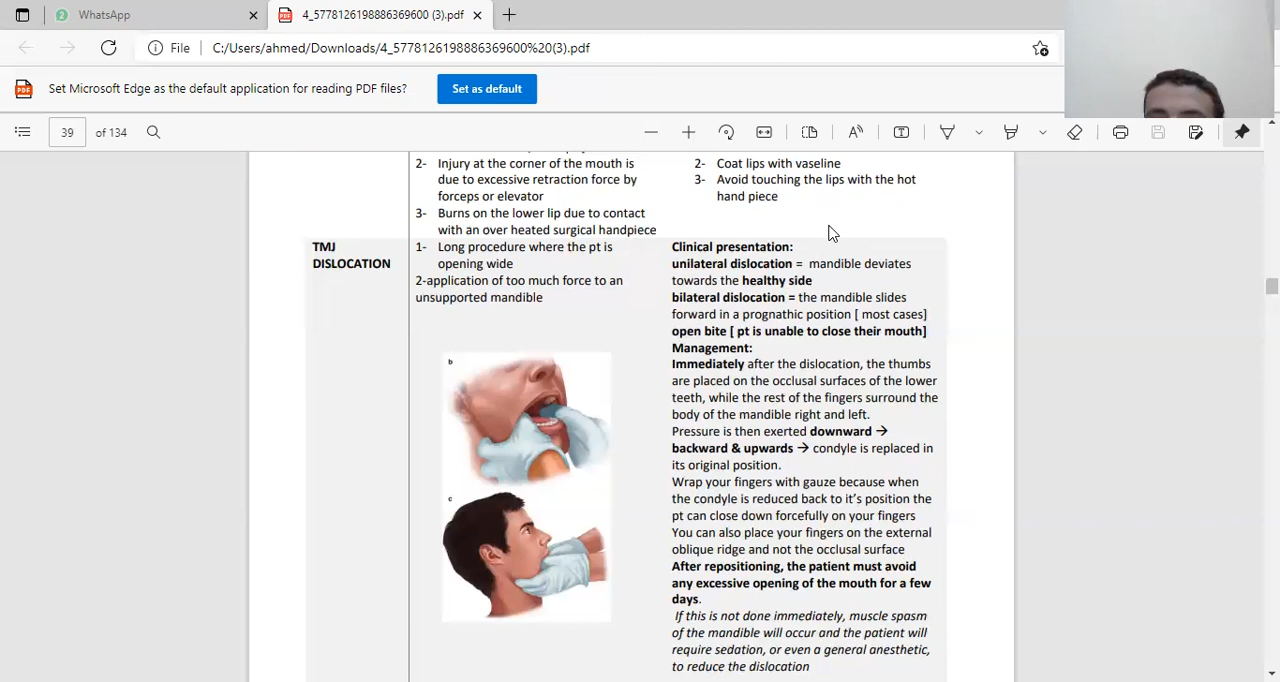 WhatsApp
4_5778126198886369600 (3).pdf
File
C:/Users/ahmed/Downloads/4_5778126198886369600%20(3).pdf
Set Microsoft Edge as the default application for reading PDF files?
Set as default
39 of 134
2- Injury at the corner of the mouth is
due to excessive retraction force by
forceps or elevator
3- Burns on the lower lip due to contact
with an over heated surgical handpiece
2- Coat lips with vaseline
3- Avoid touching the lips with the hot
hand piece
TMJ
DISLOCATION
1- Long procedure where the pt is
opening wide
2-application of too much force to an
unsupported mandible
b
c
Clinical presentation:
unilateral dislocation = mandible deviates
towards the healthy side
bilateral dislocation = the mandible slides
forward in a prognathic position [ most cases]
open bite [ pt is unable to close their mouth]
Management:
Immediately after the dislocation, the thumbs
are placed on the occlusal surfaces of the lower
teeth, while the rest of the fingers surround the
body of the mandible right and left.
Pressure is then exerted downward →
backward & upwards → condyle is replaced in
its original position.
Wrap your fingers with gauze because when
the condyle is reduced back to it's position the
pt can close down forcefully on your fingers
You can also place your fingers on the external
oblique ridge and not the occlusal surface
After repositioning, the patient must avoid
any excessive opening of the mouth for a few
days.
If this is not done immediately, muscle spasm
of the mandible will occur and the patient will
require sedation, or even a general anesthetic,
to reduce the dislocation